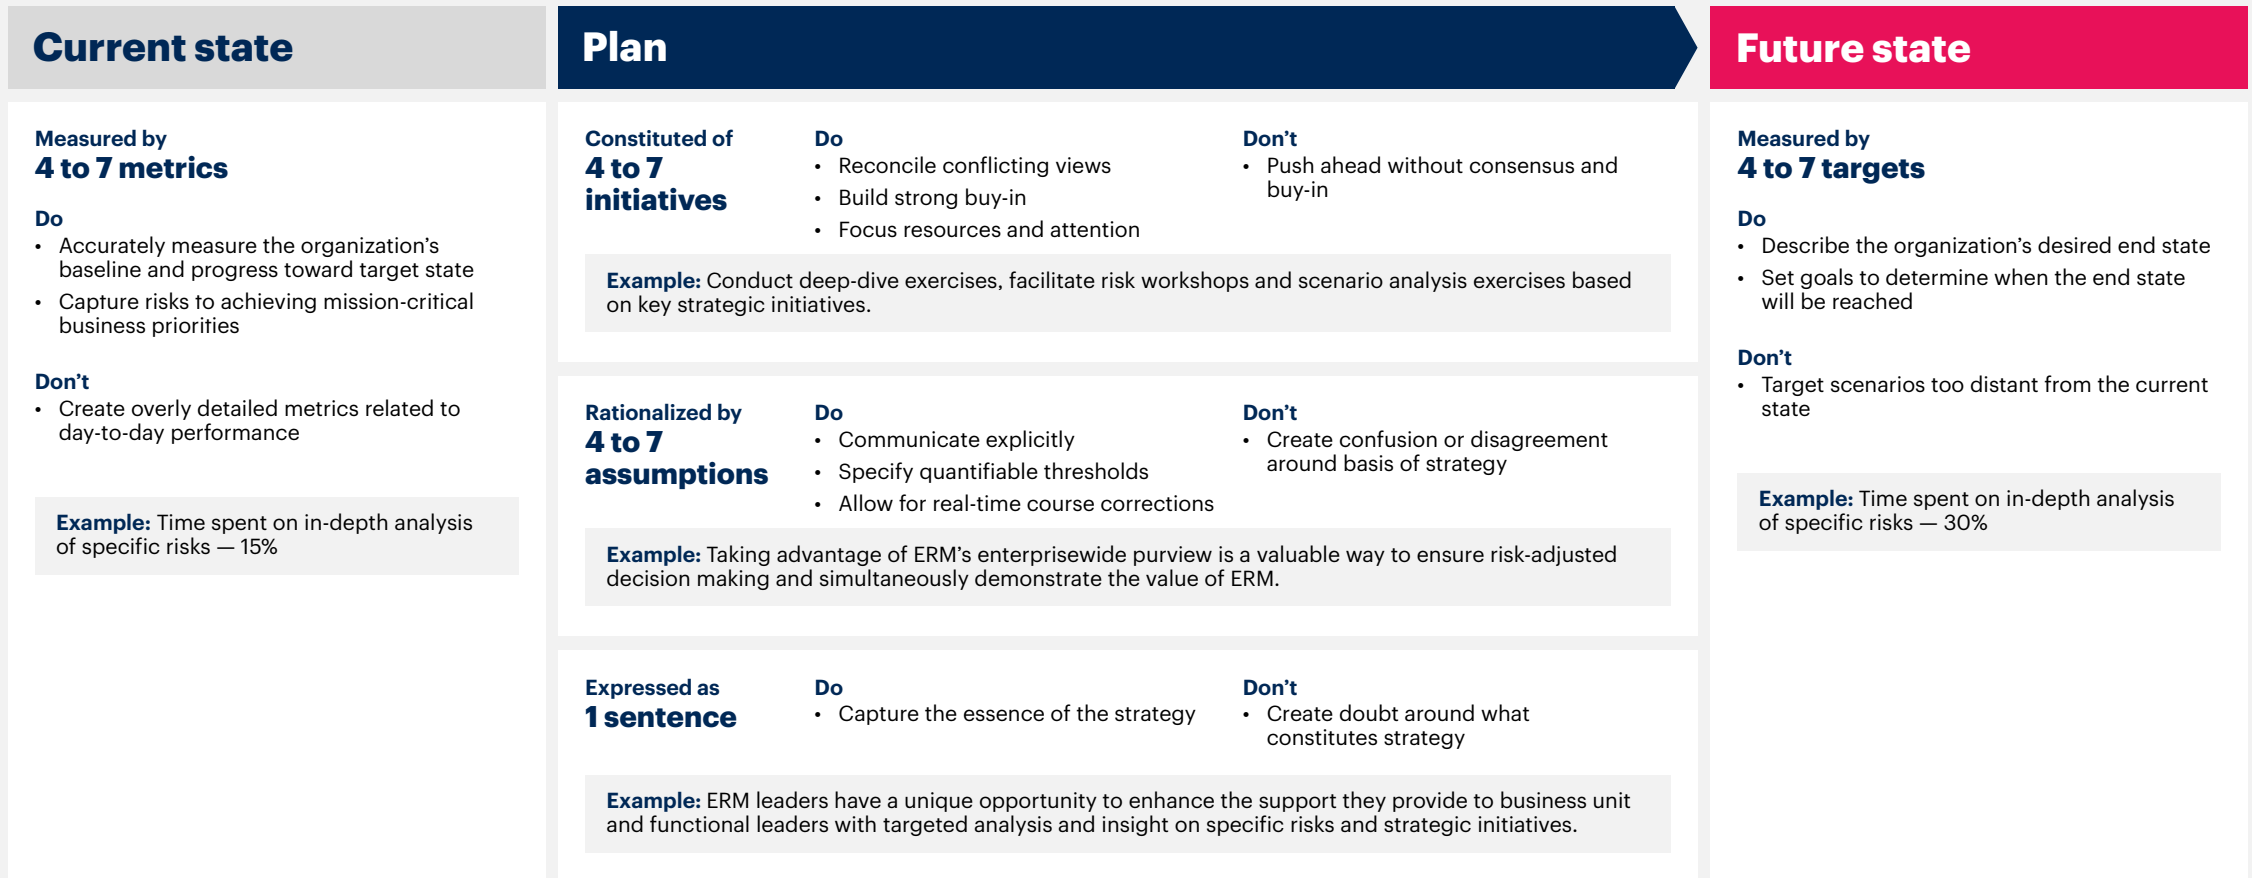 Current state
Measured by
4 to 7 metrics
Do
• Accurately measure the organization’s
baseline and progress toward target state
• Capture risks to achieving mission-critical
business priorities
Don’t
• Create overly detailed metrics related to
day-to-day performance
Example: Time spent on in-depth analysis
of specific risks — 15%
Plan
Constituted of
4 to 7
initiatives
Do
• Reconcile conflicting views
• Build strong buy-in
• Focus resources and attention
Don’t
• Push ahead without consensus and
buy-in
Example: Conduct deep-dive exercises, facilitate risk workshops and scenario analysis exercises based
on key strategic initiatives.
Rationalized by
4 to 7
assumptions
Do
• Communicate explicitly
• Specify quantifiable thresholds
• Allow for real-time course corrections
Don’t
• Create confusion or disagreement
around basis of strategy
Example: Taking advantage of ERM’s enterprisewide purview is a valuable way to ensure risk-adjusted
decision making and simultaneously demonstrate the value of ERM.
Expressed as
1 sentence
Do
• Capture the essence of the strategy
Don’t
• Create doubt around what
constitutes strategy
Example: ERM leaders have a unique opportunity to enhance the support they provide to business unit
and functional leaders with targeted analysis and insight on specific risks and strategic initiatives.
Future state
Measured by
4 to 7 targets
Do
• Describe the organization’s desired end state
• Set goals to determine when the end state
will be reached
Don’t
• Target scenarios too distant from the current
state
Example: Time spent on in-depth analysis
of specific risks — 30%